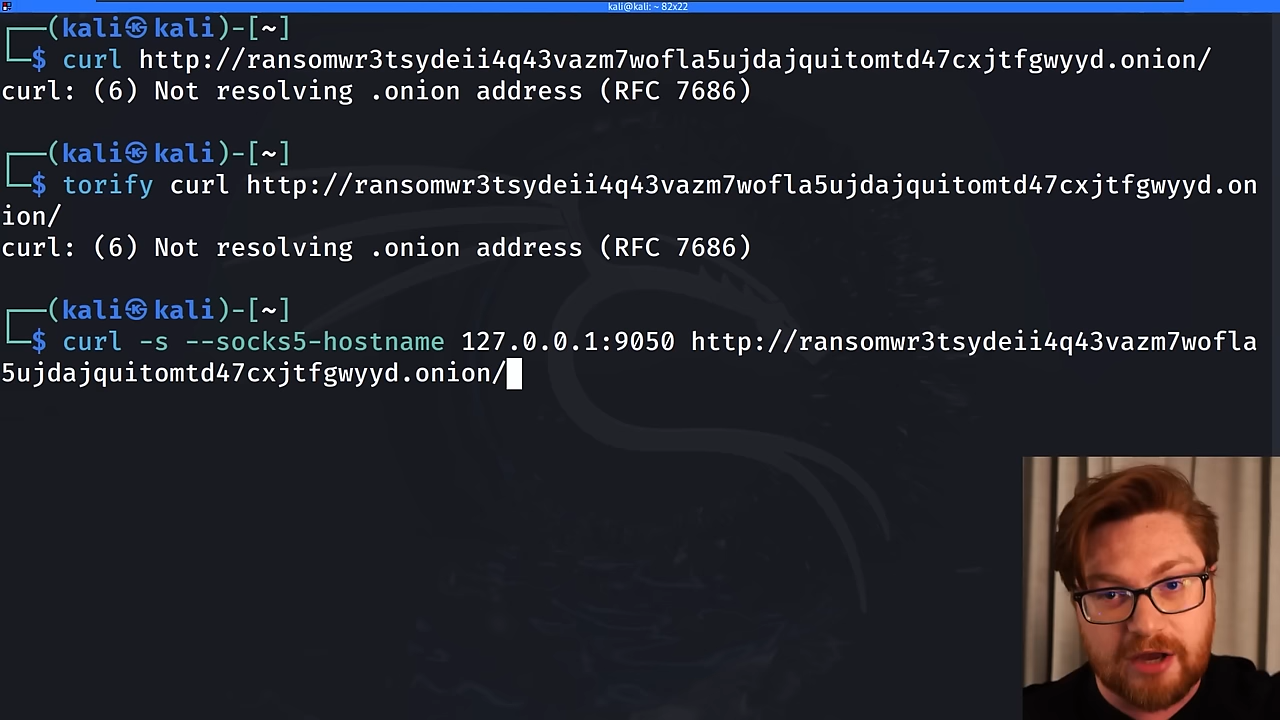 kali@kali: ~ 82x22
┌──(kali㉿kali)-[~]
└─$ curl http://ransomwr3tsydeii4q43vazm7wofla5ujdajquitomtd47cxjtfgwyyd.onion/
curl: (6) Not resolving .onion address (RFC 7686)
┌──(kali㉿kali)-[~]
└─$ torify curl http://ransomwr3tsydeii4q43vazm7wofla5ujdajquitomtd47cxjtfgwyyd.on
ion/
curl: (6) Not resolving .onion address (RFC 7686)
┌──(kali㉿kali)-[~]
└─$ curl -s --socks5-hostname 127.0.0.1:9050 http://ransomwr3tsydeii4q43vazm7wofla
5ujdajquitomtd47cxjtfgwyyd.onion/